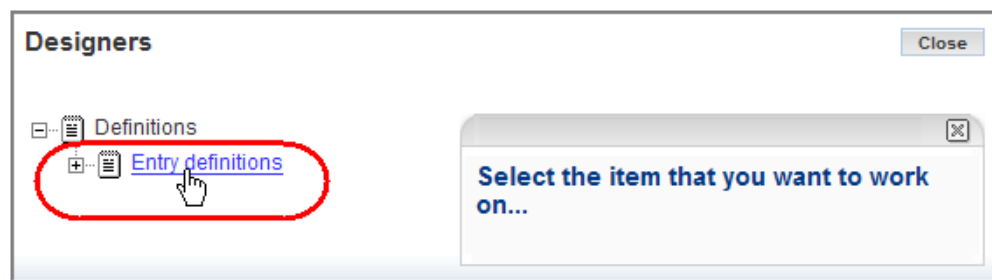 Designers
Close
Definitions
Entry definitions
Select the item that you want to work
on...